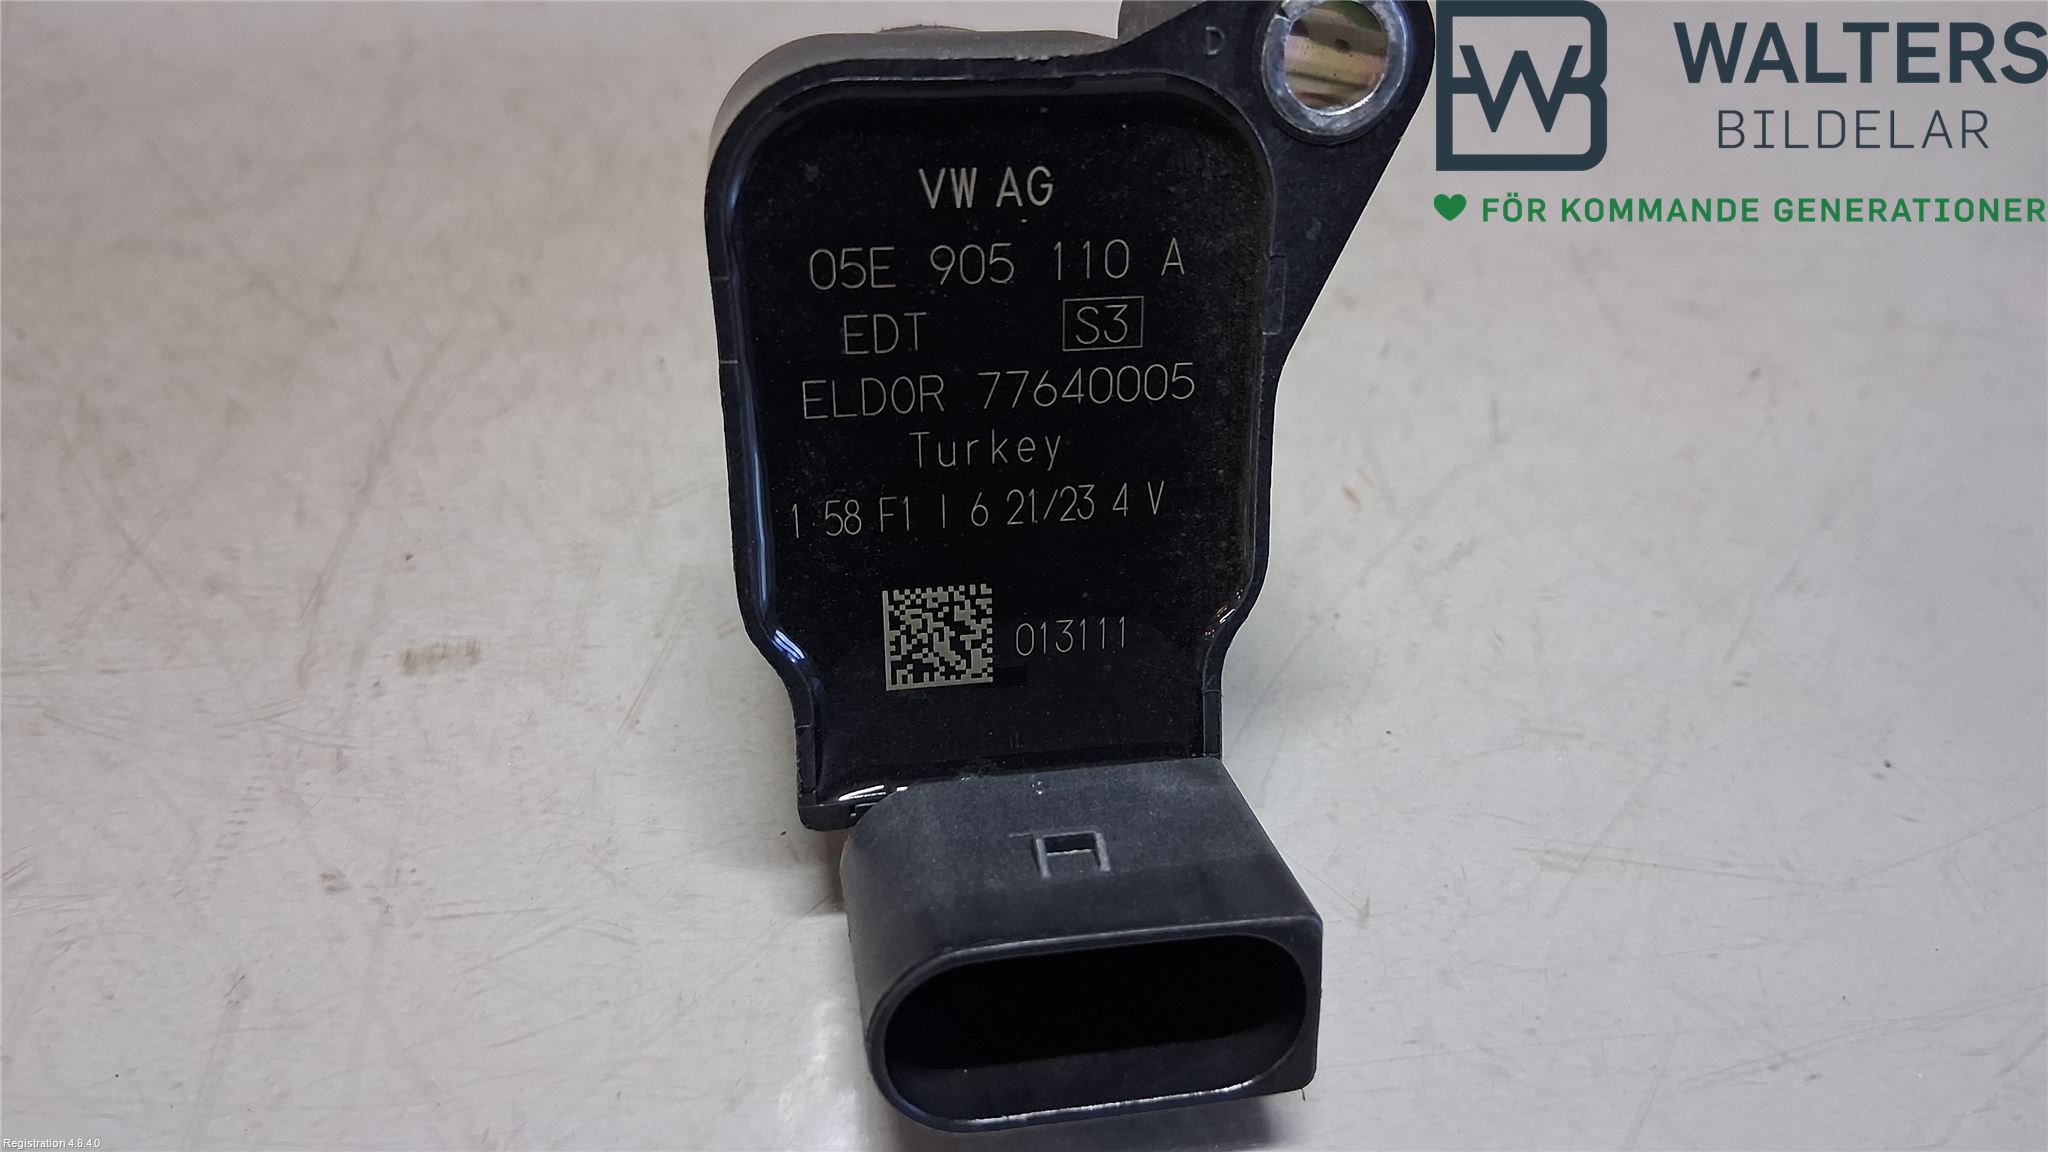 D
WALTERS
BILDELAR
FÖR KOMMANDE GENERATIONER
VW AG
05E 905 110 A
EDT S3
ELDOR 77640005
Turkey
1 58 F1 I 6 21/23 4 V
013111
Registration 4.8.4.0